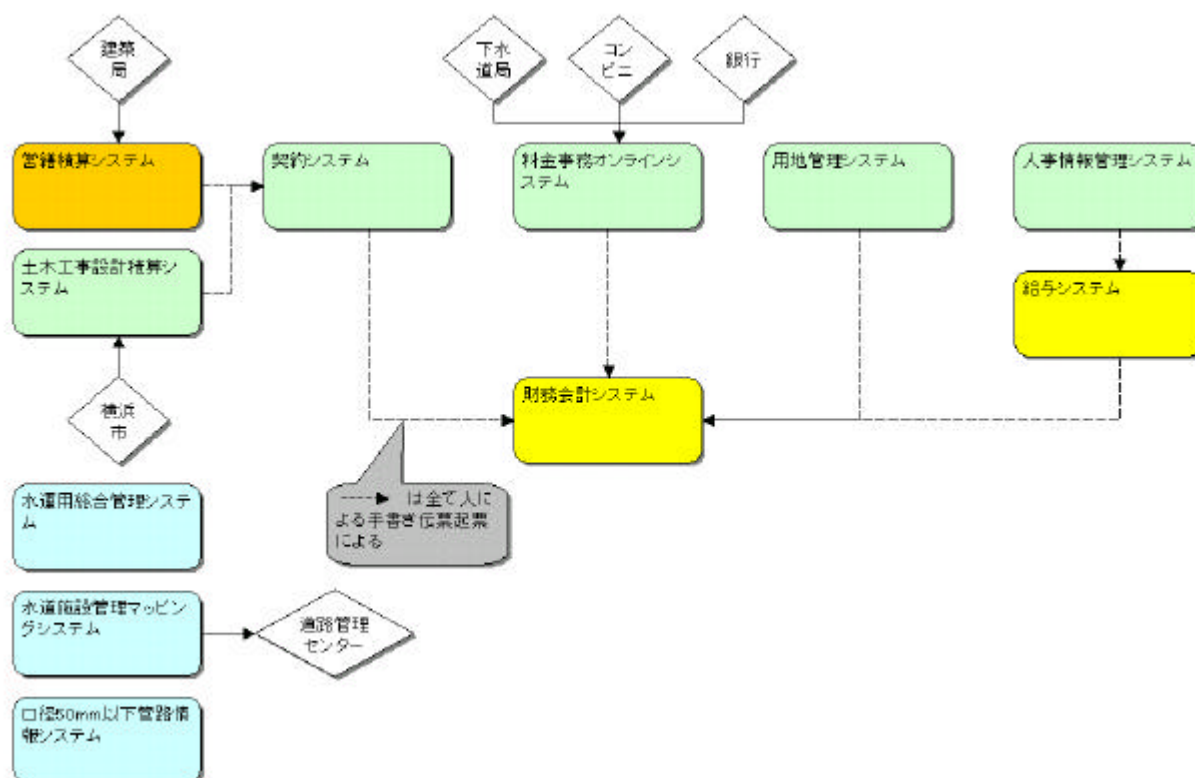 建築
局
下水
道局
コン
ビニ
銀行
営繕積算システム
契約システム
料金事務オンラインシ
ステム
用地管理システム
人事情報管理システム
土木工事設計積算シ
ステム
給与システム
横浜
市
財務会計システム
は全て人に
よる手書き伝票起票
による
水運用総合管理システ
ム
水道施設管理マッピン
グシステム
道路管理
センター
口径50mm以下管路情
報システム